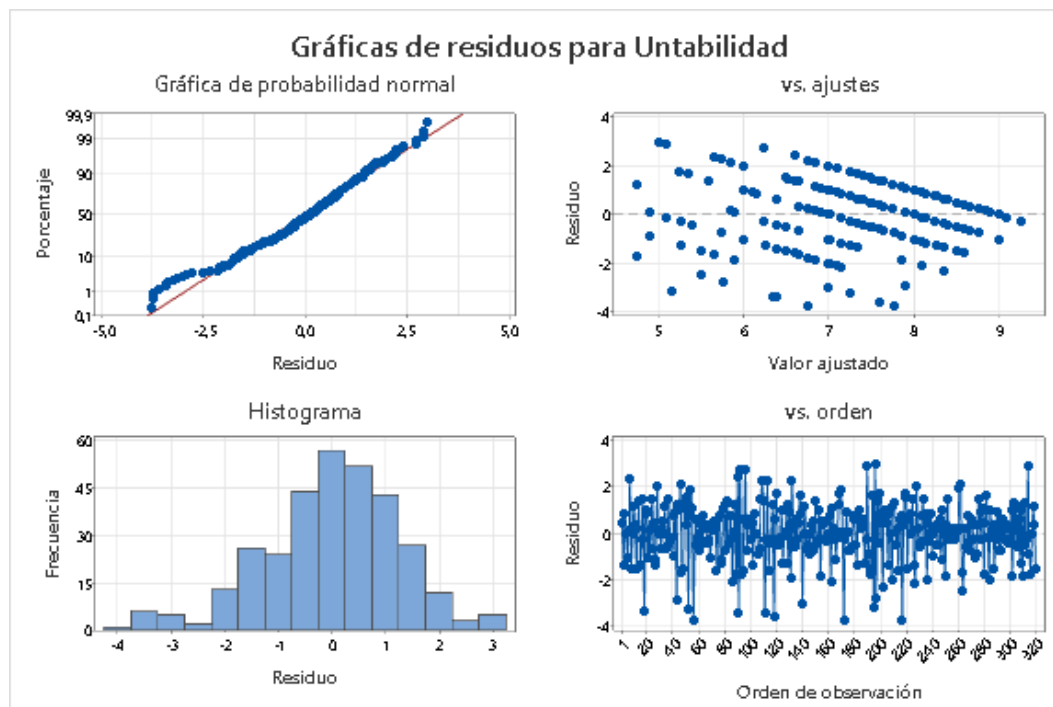 Gráficas de residuos para Untabilidad
Gráfica de probabilidad normal
99,9
99
90
50
10
1
0,1
-5,0 -2,5 0,0 2,5 5,0
Porcentaje
Residuo
vs. ajustes
4
2
0
-2
-4
5 6 7 8 9
Residuo
Valor ajustado
Histograma
60
45
30
15
0
-4 -3 -2 -1 0 1 2 3
Frecuencia
Residuo
vs. orden
4
2
0
-2
-4
1 20 40 60 80 100 120 140 160 180 200 220 240 260 280 300 320
Residuo
Orden de observación